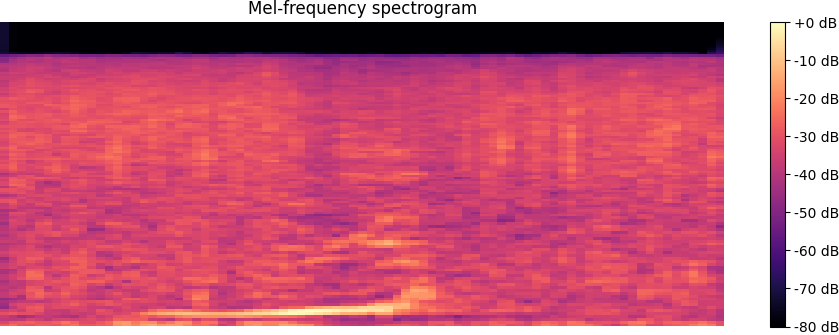 Mel-frequency spectrogram
+0 dB
-10 dB
-20 dB
-30 dB
-40 dB
-50 dB
-60 dB
-70 dB
-80 dB